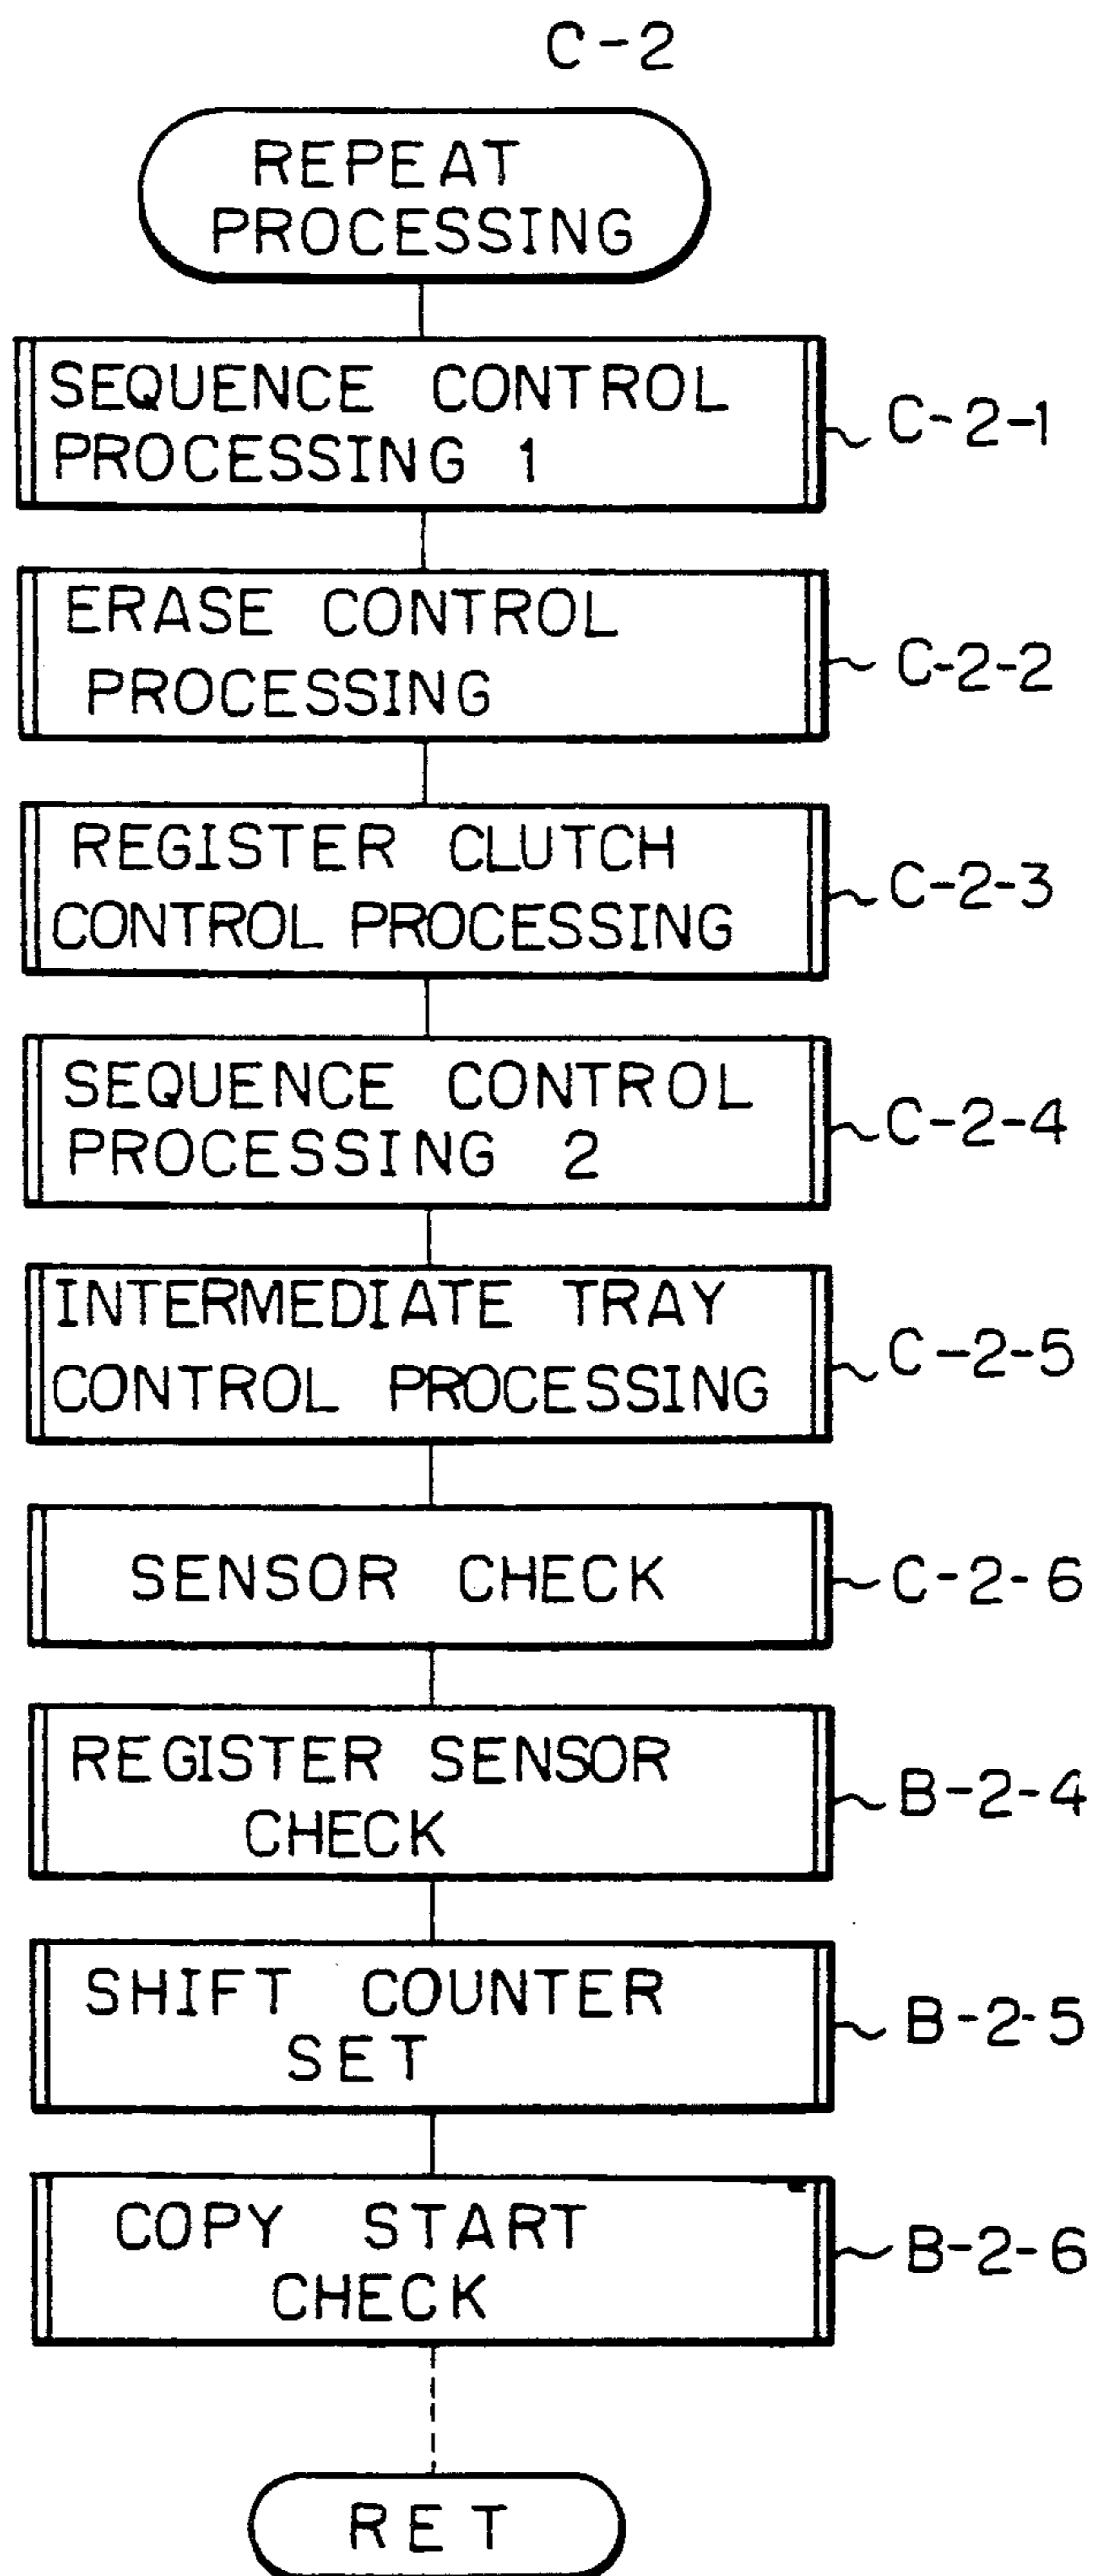 C-2
REPEAT
PROCESSING
SEQUENCE CONTROL
PROCESSING 1
C-2-1
ERASE CONTROL
PROCESSING
C-2-2
REGISTER CLUTCH
CONTROL PROCESSING
C-2-3
SEQUENCE CONTROL
PROCESSING 2
C-2-4
INTERMEDIATE TRAY
CONTROL PROCESSING
C-2-5
SENSOR CHECK
C-2-6
REGISTER SENSOR
CHECK
B-2-4
SHIFT COUNTER
SET
B-2-5
COPY START
CHECK
B-2-6
RET